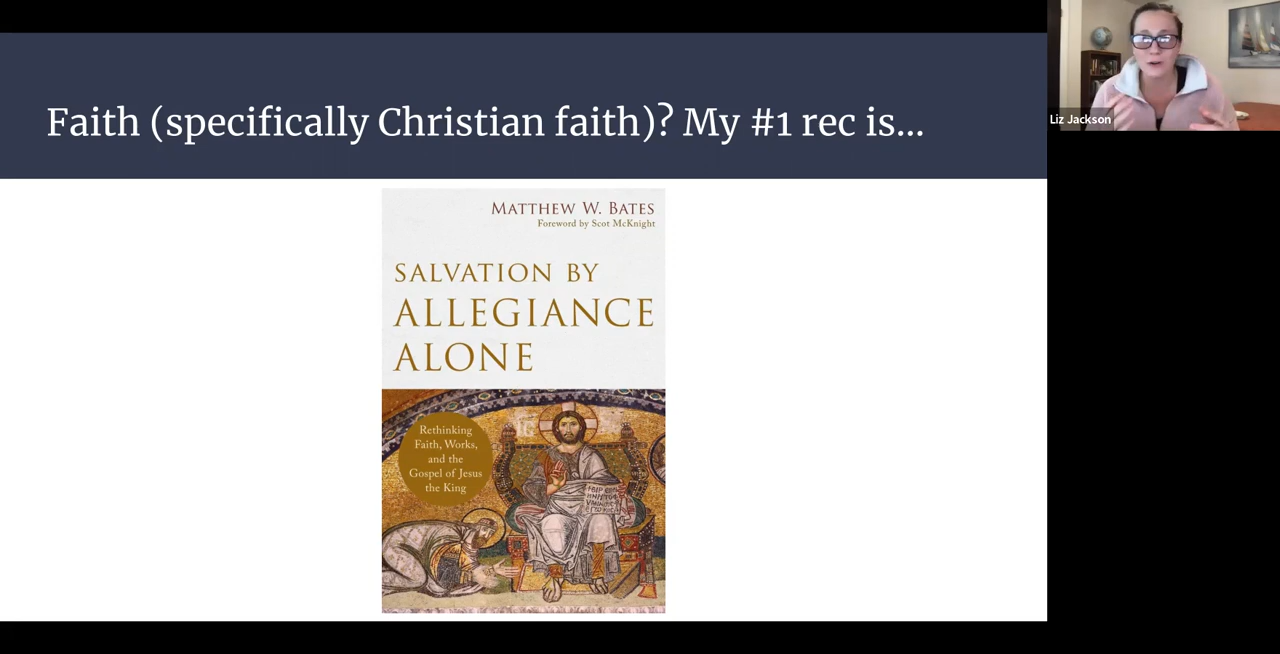 Faith (specifically Christian faith)? My #1 rec is...
Liz Jackson
MATTHEW W. BATES
Foreword by Scot McKnight
SALVATION BY
ALLEGIANCE
ALONE
Rethinking
Faith, Works,
and the
Gospel of Jesus
the King